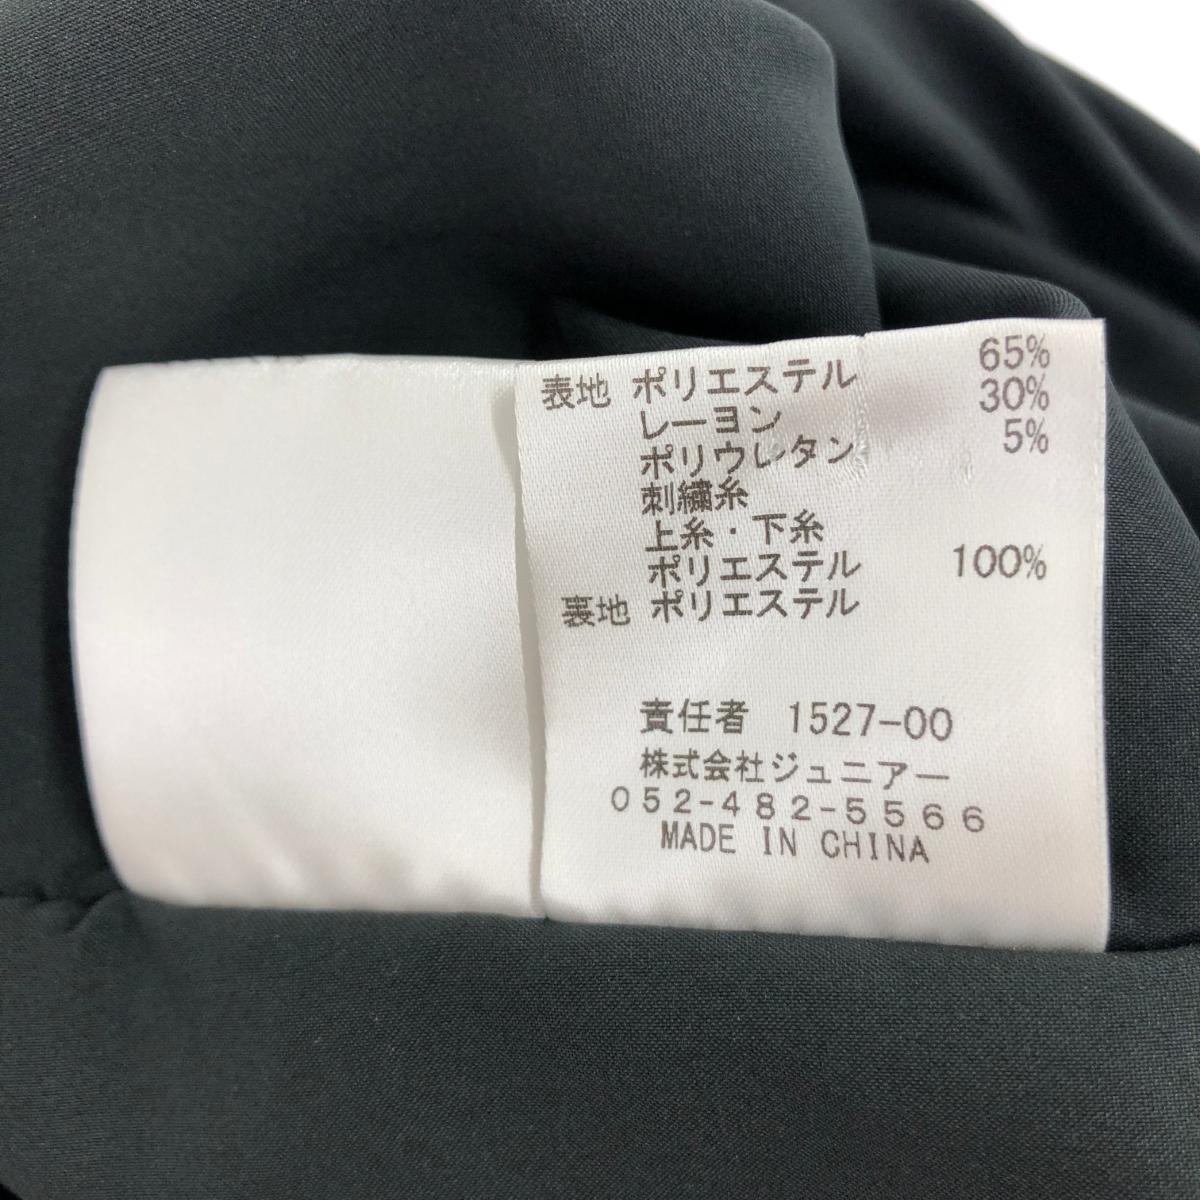 表地 ポリエステル 65%
レーヨン 30%
ポリウレタン 5%
刺繍糸
上糸・下糸
ポリエステル 100%
裏地 ポリエステル
責任者 1527-00
株式会社ジュニアー
052-482-5566
MADE IN CHINA